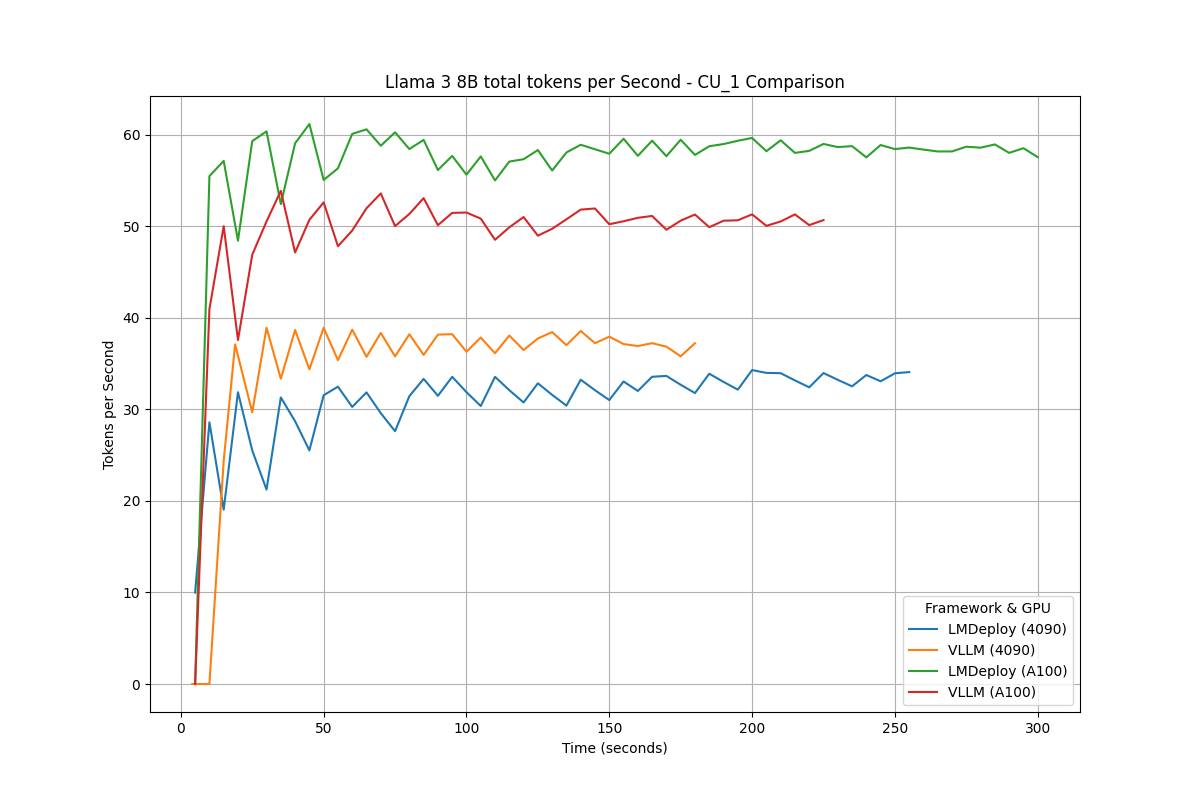 Llama 3 8B total tokens per Second - CU_1 Comparison
Tokens per Second
60
50
40
30
20
10
0
0 50 100 150 200 250 300
Time (seconds)
Framework & GPU
LMDeploy (4090)
VLLM (4090)
LMDeploy (A100)
VLLM (A100)